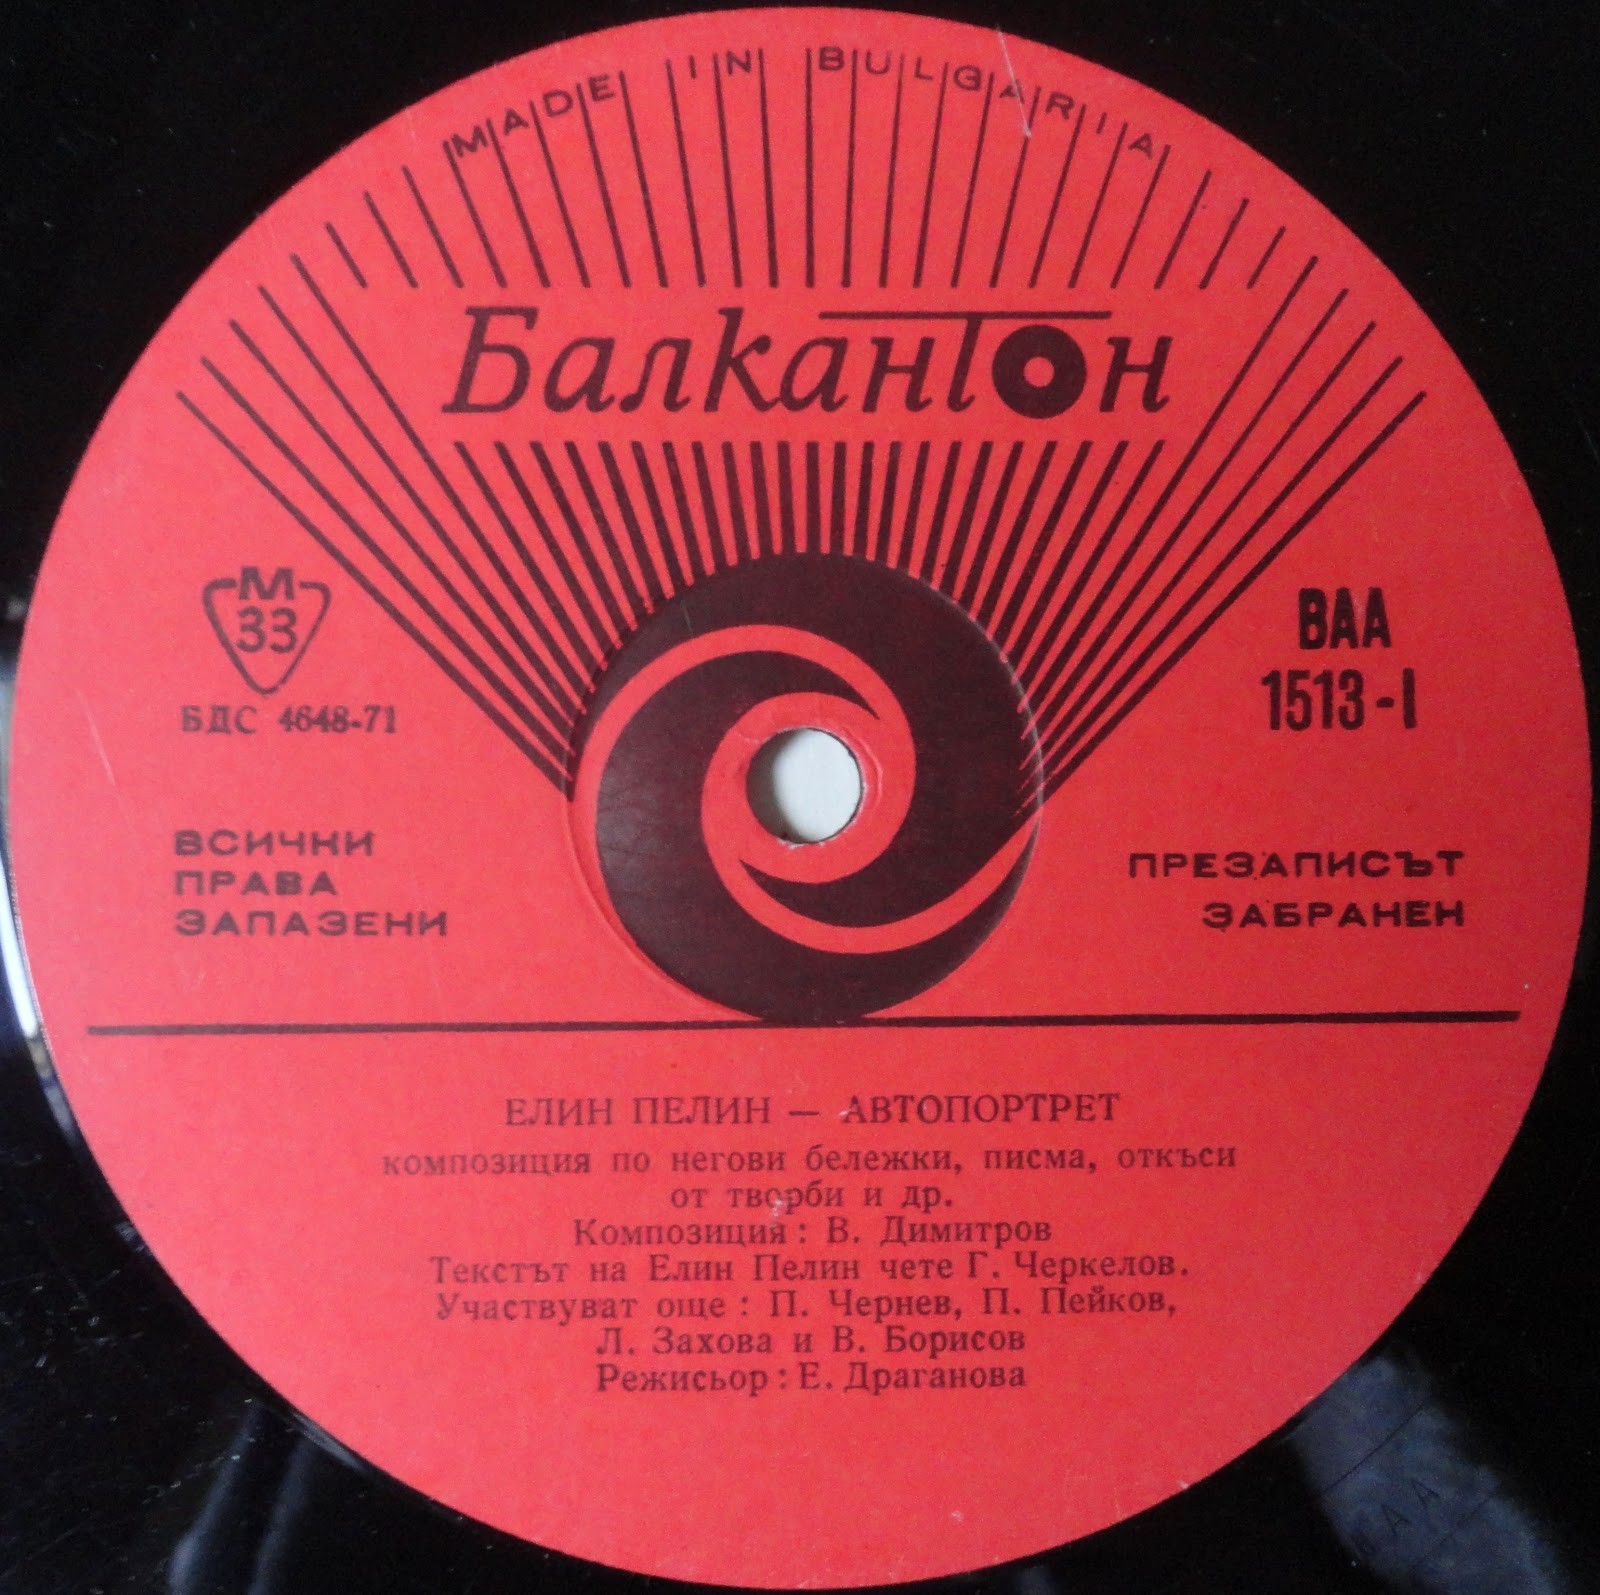 MADE IN BULGARIA
Балкантон
М
33
БДС 4648-71
ВАА
1513-I
ВСИЧКИ
ПРАВА
ЗАПАЗЕНИ
ПРЕЗАПИСЪТ
ЗАБРАНЕН
ЕЛИН ПЕЛИН — АВТОПОРТРЕТ
композиция по негови бележки, писма, откъси
от творби и др.
Композиция: В. Димитров
Текстът на Елин Пелин чете Г. Черкелов.
Участвуват още: П. Чернев, П. Пейков,
Л. Захова и В. Борисов
Режисьор: Е. Драганова